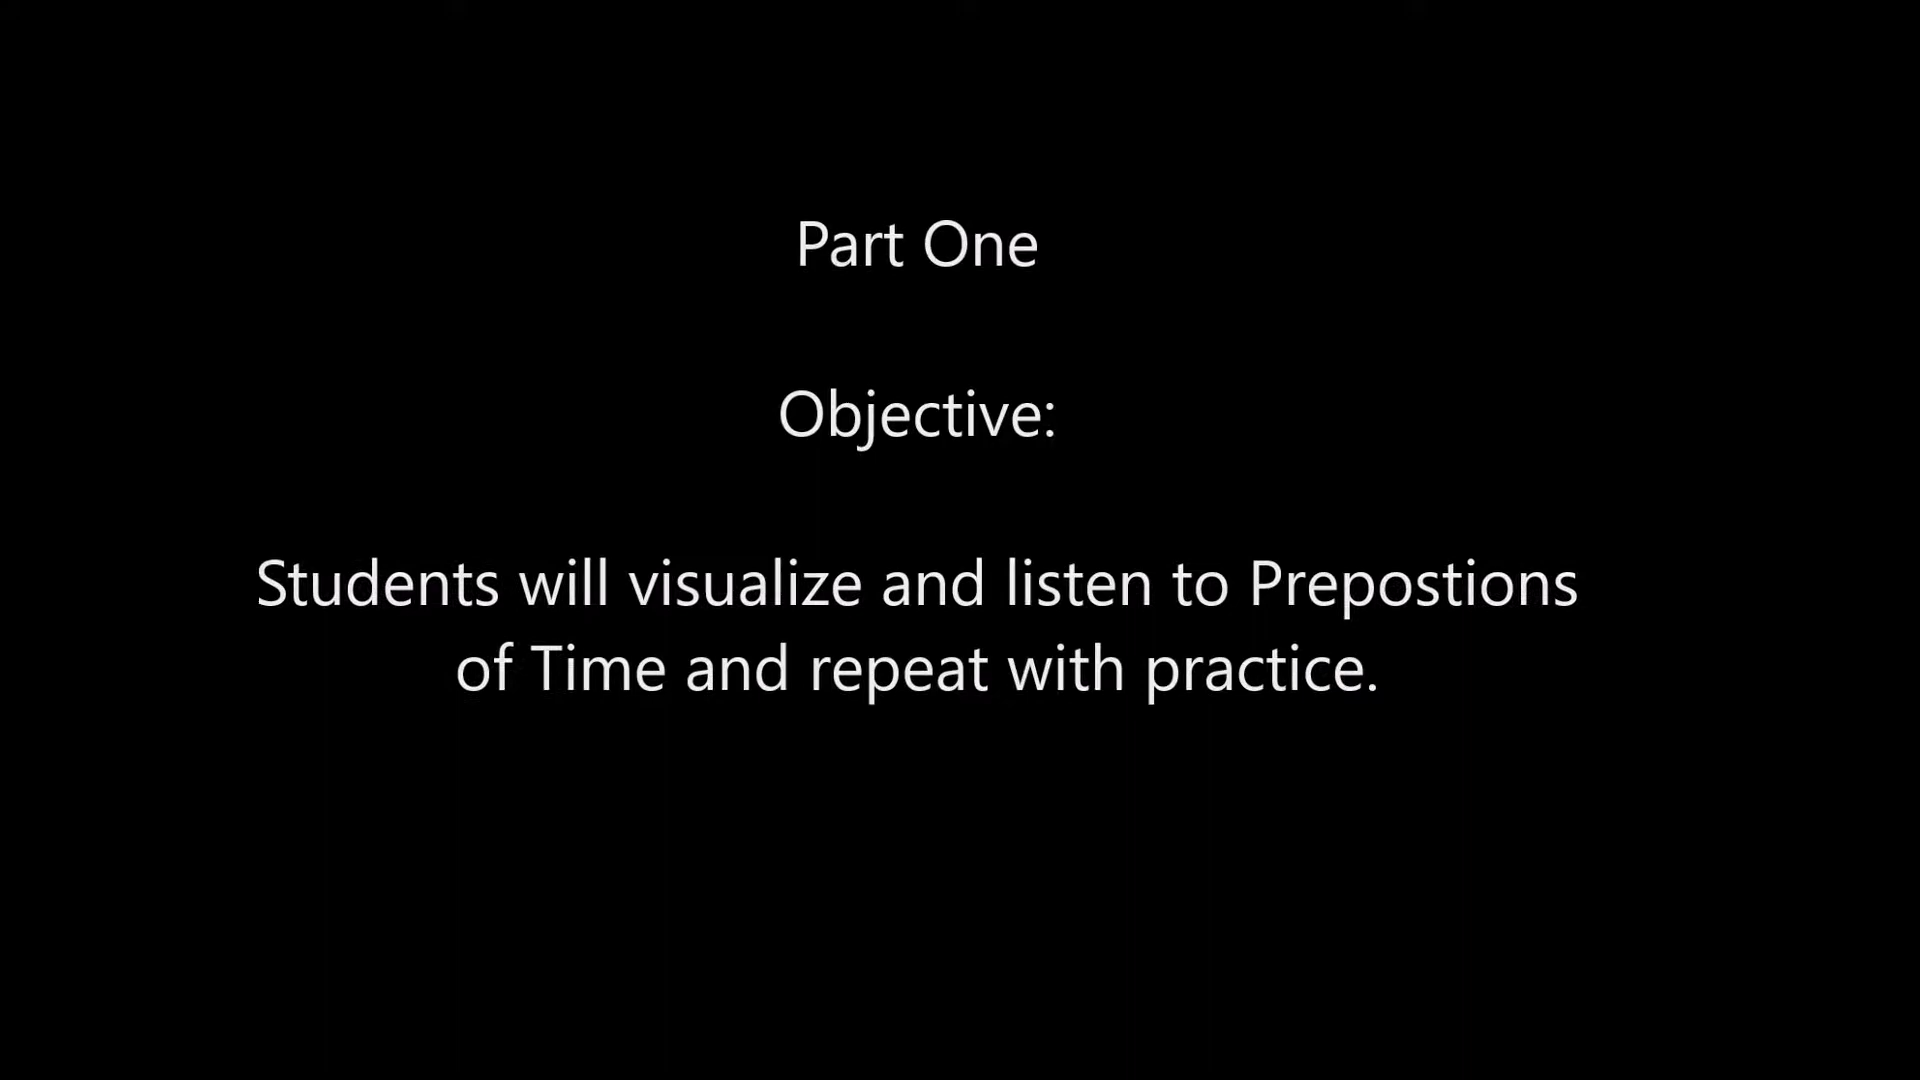 Part One
Objective:
Students will visualize and listen to Prepostions
of Time and repeat with practice.